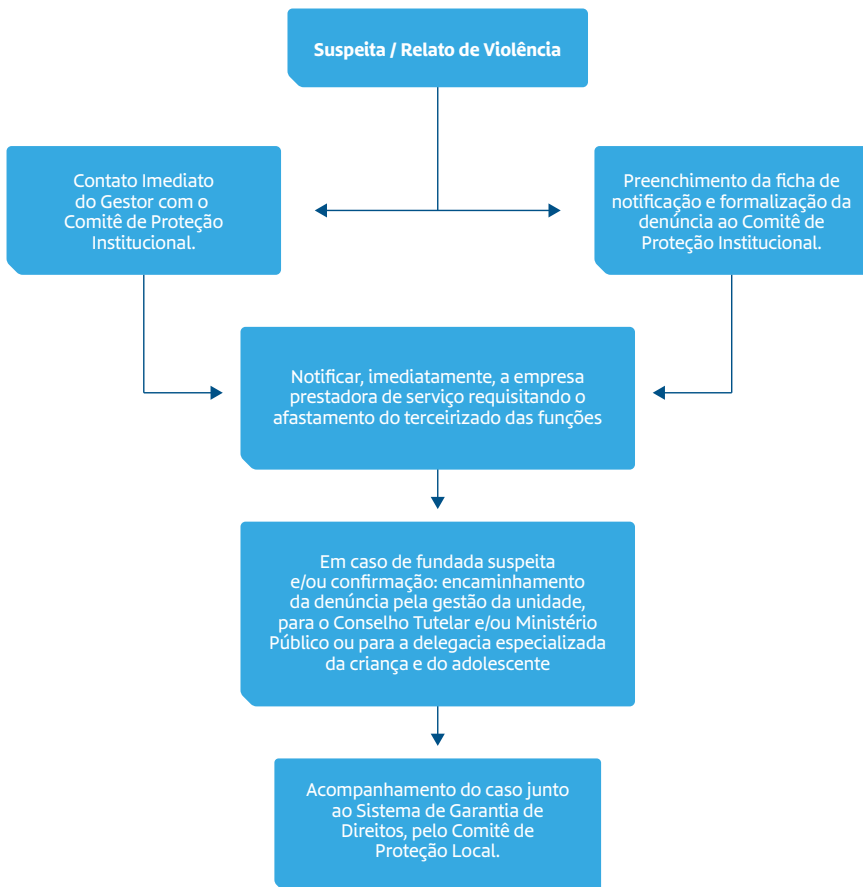 Suspeita / Relato de Violência
Contato Imediato
do Gestor com o
Comitê de Proteção
Institucional.
Preenchimento da ficha de
notificação e formalização da
denúncia ao Comitê de
Proteção Institucional.
Notificar, imediatamente, a empresa
prestadora de serviço requisitando o
afastamento do terceirizado das funções
Em caso de fundada suspeita
e/ou confirmação: encaminhamento
da denúncia pela gestão da unidade,
para o Conselho Tutelar e/ou Ministério
Público ou para a delegacia especializada
da criança e do adolescente
Acompanhamento do caso junto
ao Sistema de Garantia de
Direitos, pelo Comitê de
Proteção Local.